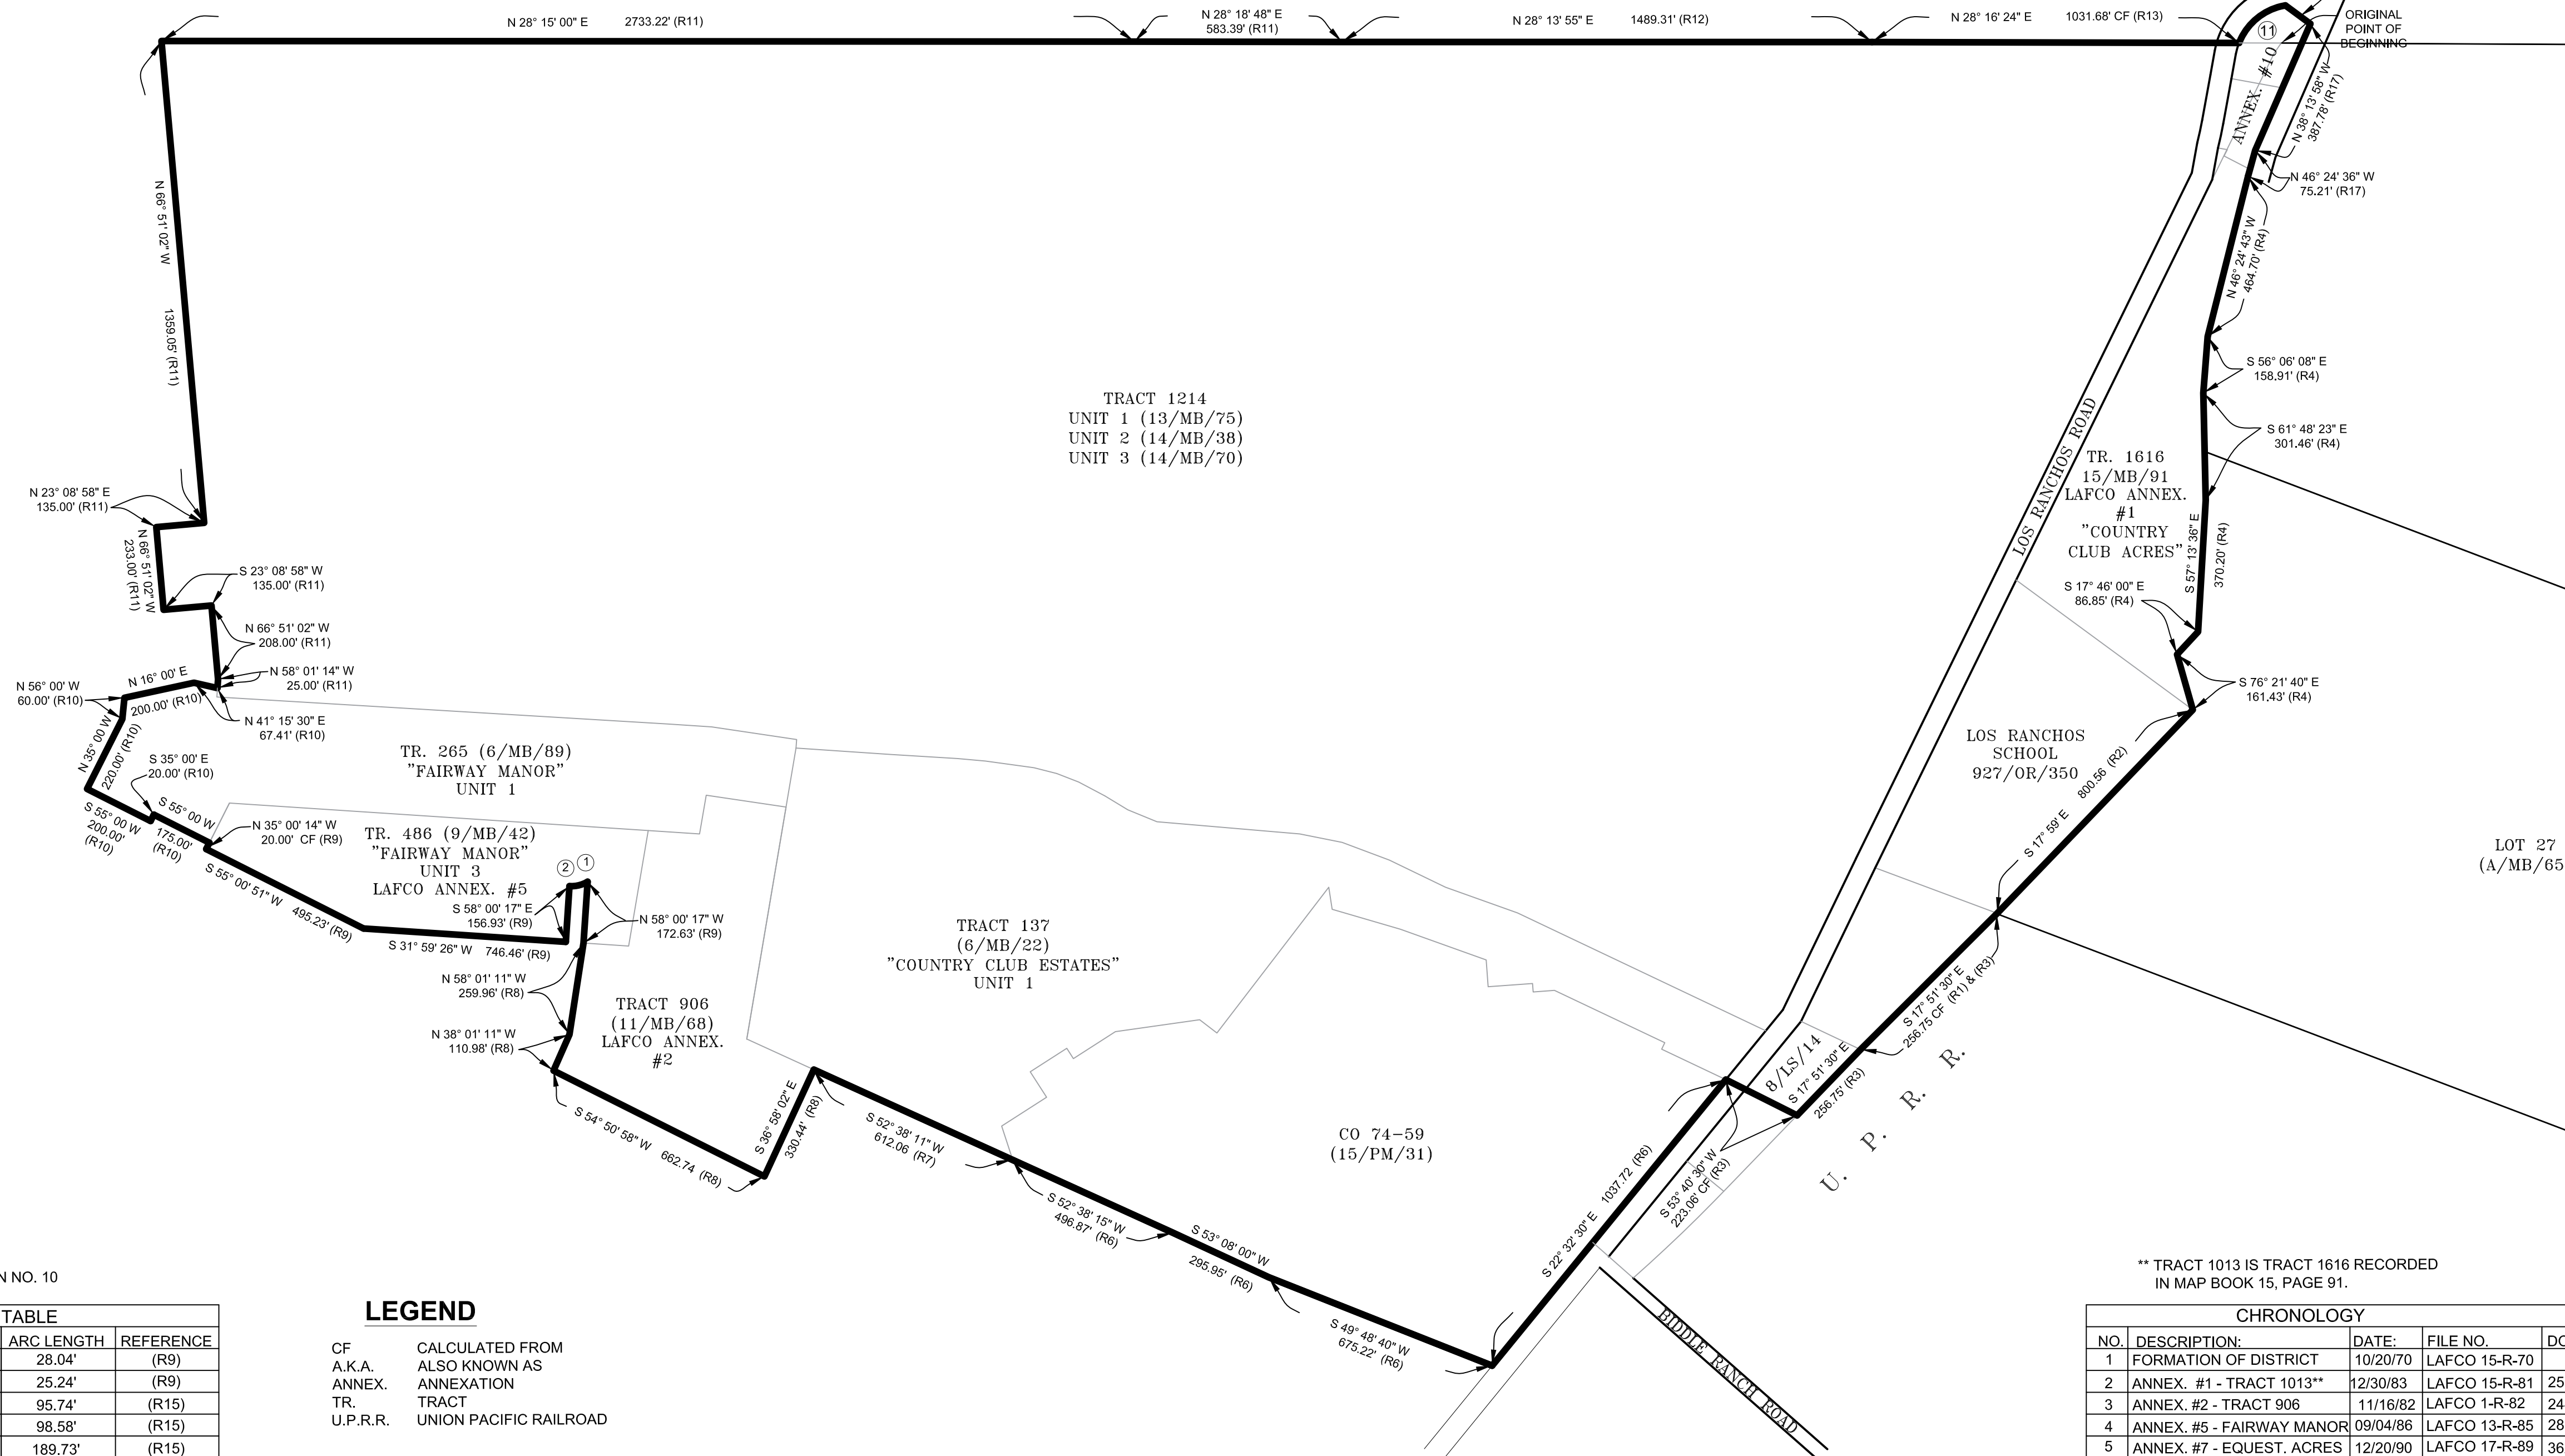 N 28° 15' 00" E 2733.22' (R11)
N 28° 18' 48" E
583.39' (R11)
N 28° 13' 55" E 1489.31' (R12)
N 28° 16' 24" E 1031.68' CF (R13)
ORIGINAL
POINT OF
BEGINNING
11
ANNEX. #10
N 38° 13' 58" W
387.78' (R17)
N 46° 24' 36" W
75.21' (R17)
N 46° 24' 43" W
464.70' (R4)
S 56° 06' 08" E
158.91' (R4)
S 61° 48' 23" E
301.46' (R4)
N 66° 51' 02" W
1359.05' (R11)
TRACT 1214
UNIT 1 (13/MB/75)
UNIT 2 (14/MB/38)
UNIT 3 (14/MB/70)
LOS RANCHOS ROAD
TR. 1616
15/MB/91
LAFCO ANNEX.
#1
"COUNTRY
CLUB ACRES"
S 57° 13' 36" E
370.20' (R4)
S 17° 46' 00" E
86.85' (R4)
S 76° 21' 40" E
161.43' (R4)
N 23° 08' 58" E
135.00' (R11)
N 66° 51' 02" W
233.00' (R11)
S 23° 08' 58" W
135.00' (R11)
N 66° 51' 02" W
208.00' (R11)
N 58° 01' 14" W
25.00' (R11)
N 56° 00' W
60.00' (R10)
N 16° 00' E
200.00' (R10)
N 41° 15' 30" E
67.41' (R10)
N 35° 00 W
220.00' (R10)
S 35° 00' E
20.00' (R10)
S 55° 00 W
200.00'
(R10)
S 55° 00 W
175.00'
(R10)
N 35° 00' 14" W
20.00' CF (R9)
TR. 265 (6/MB/89)
"FAIRWAY MANOR"
UNIT 1
TR. 486 (9/MB/42)
"FAIRWAY MANOR"
UNIT 3
LAFCO ANNEX. #5
2
1
S 58° 00' 17" E
156.93' (R9)
N 58° 00' 17" W
172.63' (R9)
S 55° 00' 51" W 495.23' (R9)
S 31° 59' 26" W 746.46' (R9)
N 58° 01' 11" W
259.96' (R8)
N 38° 01' 11" W
110.98' (R8)
TRACT 906
(11/MB/68)
LAFCO ANNEX.
#2
S 54° 50' 58" W 662.74 (R8)
S 36° 58' 02" E
330.44' (R8)
TRACT 137
(6/MB/22)
"COUNTRY CLUB ESTATES"
UNIT 1
S 52° 38' 11" W
612.06 (R7)
S 52° 38' 15" W
496.87' (R6)
S 53° 08' 00" W
295.95' (R6)
S 49° 48' 40" W
675.22' (R6)
CO 74-59
(15/PM/31)
S 22° 32' 30" E 1037.72 (R6)
S 53° 40' 30" W
223.06' CF (R3)
8/LS/14
S 17° 51' 30" E
256.75' (R3)
S 17° 51' 30" E
256.75 CF (R1) & (R3)
LOS RANCHOS
SCHOOL
927/OR/350
S 17° 59' E 800.56 (R2)
U. P. R. R.
LOT 27
(A/MB/65
BIDDLE RANCH ROAD
N NO. 10
TABLE
ARC LENGTH REFERENCE
28.04' (R9)
25.24' (R9)
95.74' (R15)
98.58' (R15)
189.73' (R15)
LEGEND
CF CALCULATED FROM
A.K.A. ALSO KNOWN AS
ANNEX. ANNEXATION
TR. TRACT
U.P.R.R. UNION PACIFIC RAILROAD
** TRACT 1013 IS TRACT 1616 RECORDED
IN MAP BOOK 15, PAGE 91.
CHRONOLOGY
NO. DESCRIPTION: DATE: FILE NO. DO
1 FORMATION OF DISTRICT 10/20/70 LAFCO 15-R-70
2 ANNEX. #1 - TRACT 1013** 12/30/83 LAFCO 15-R-81 25
3 ANNEX. #2 - TRACT 906 11/16/82 LAFCO 1-R-82 24
4 ANNEX. #5 - FAIRWAY MANOR 09/04/86 LAFCO 13-R-85 28
5 ANNEX. #7 - EQUEST. ACRES 12/20/90 LAFCO 17-R-89 36